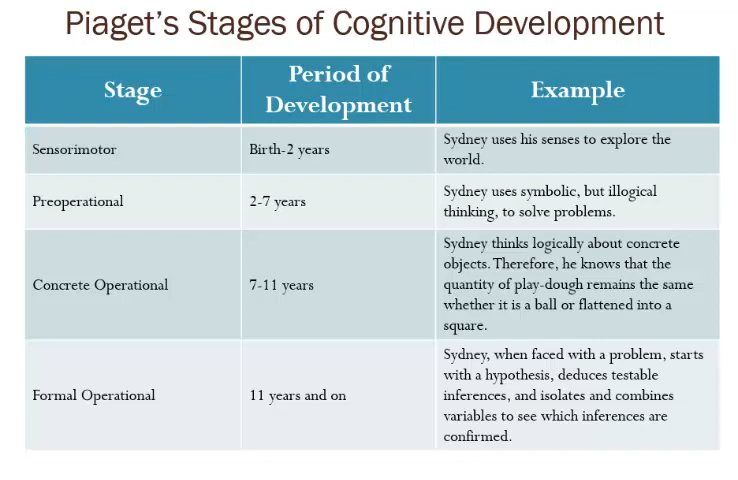 Piaget's Stages of Cognitive Development
Stage
Period of
Development
Example
Sensorimotor
Birth-2 years
Sydney uses his senses to explore the
world.
Preoperational
2-7 years
Sydney uses symbolic, but illogical
thinking, to solve problems.
Concrete Operational
7-11 years
Sydney thinks logically about concrete
objects. Therefore, he knows that the
quantity of play-dough remains the same
whether it is a ball or flattened into a
square.
Formal Operational
11 years and on
Sydney, when faced with a problem, starts
with a hypothesis, deduces testable
inferences, and isolates and combines
variables to see which inferences are
confirmed.